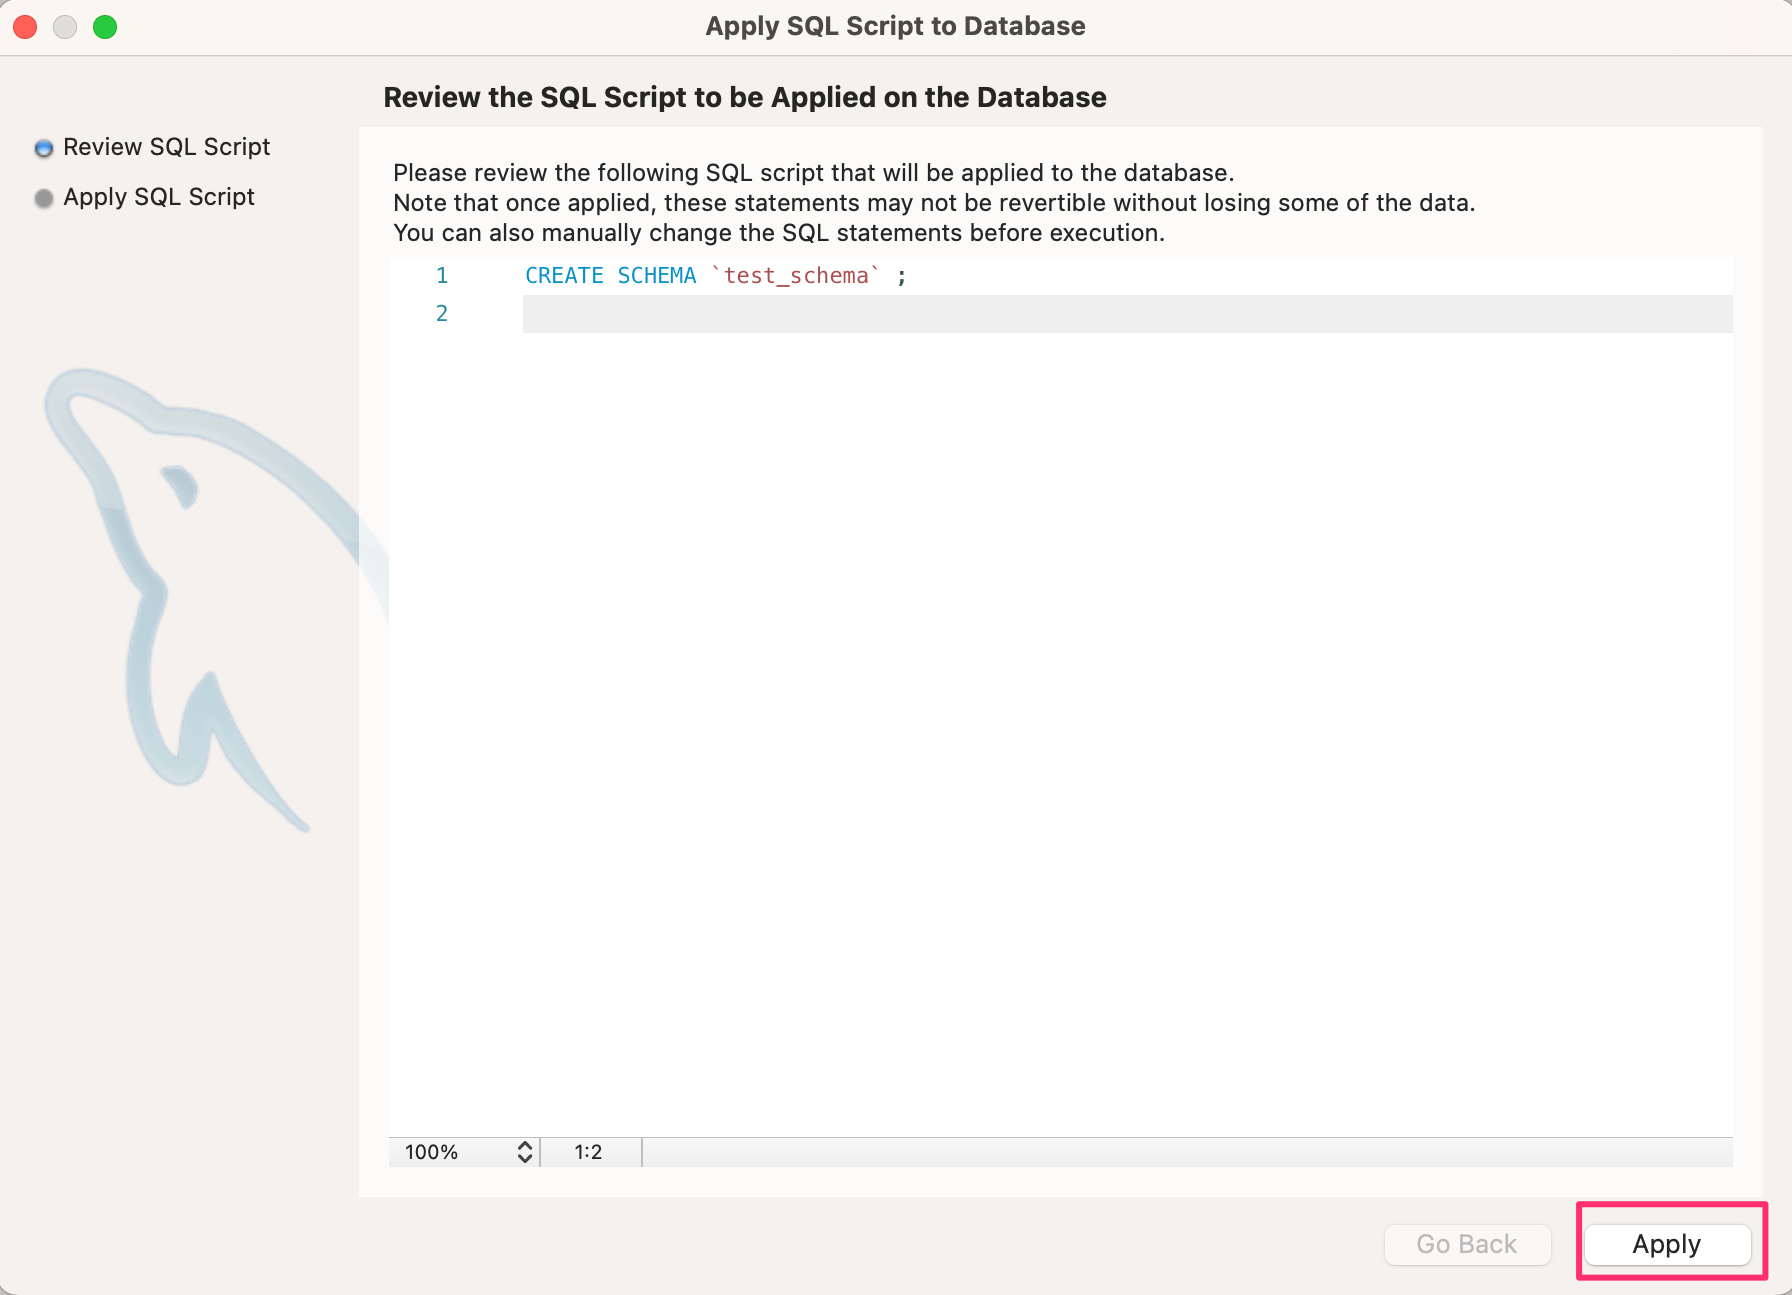 Apply SQL Script to Database
Review the SQL Script to be Applied on the Database
Review SQL Script
Apply SQL Script
Please review the following SQL script that will be applied to the database.
Note that once applied, these statements may not be revertible without losing some of the data.
You can also manually change the SQL statements before execution.
1 CREATE SCHEMA `test_schema` ;
2
100% 1:2
Go Back Apply